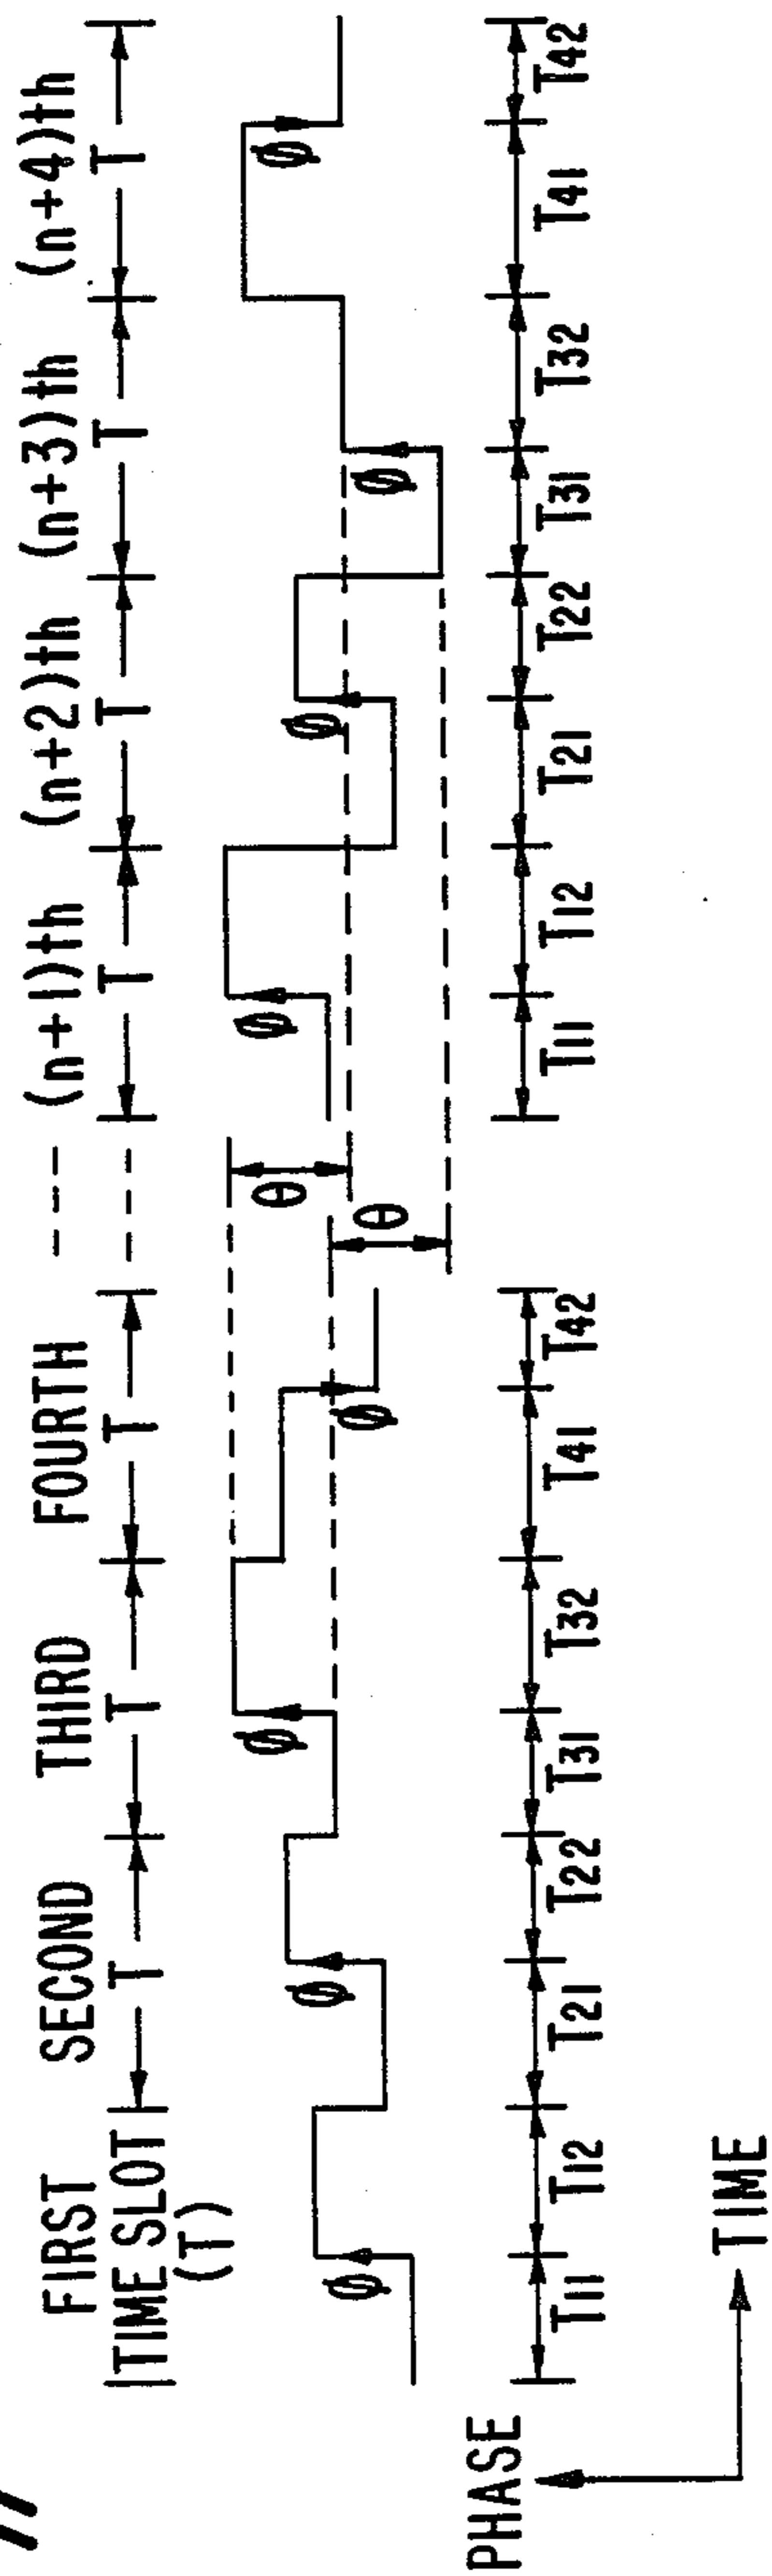 FIRST SECOND THIRD FOURTH --- (n+1)th (n+2)th (n+3)th (n+4)th
TIME SLOT T T T ---- T T T T
(T)
ϕ ϕ ϕ ϕ θ θ ϕ ϕ ϕ ϕ
T11 T12 T21 T22 T31 T32 T41 T42 T11 T12 T21 T22 T31 T32 T41 T42
PHASE
TIME